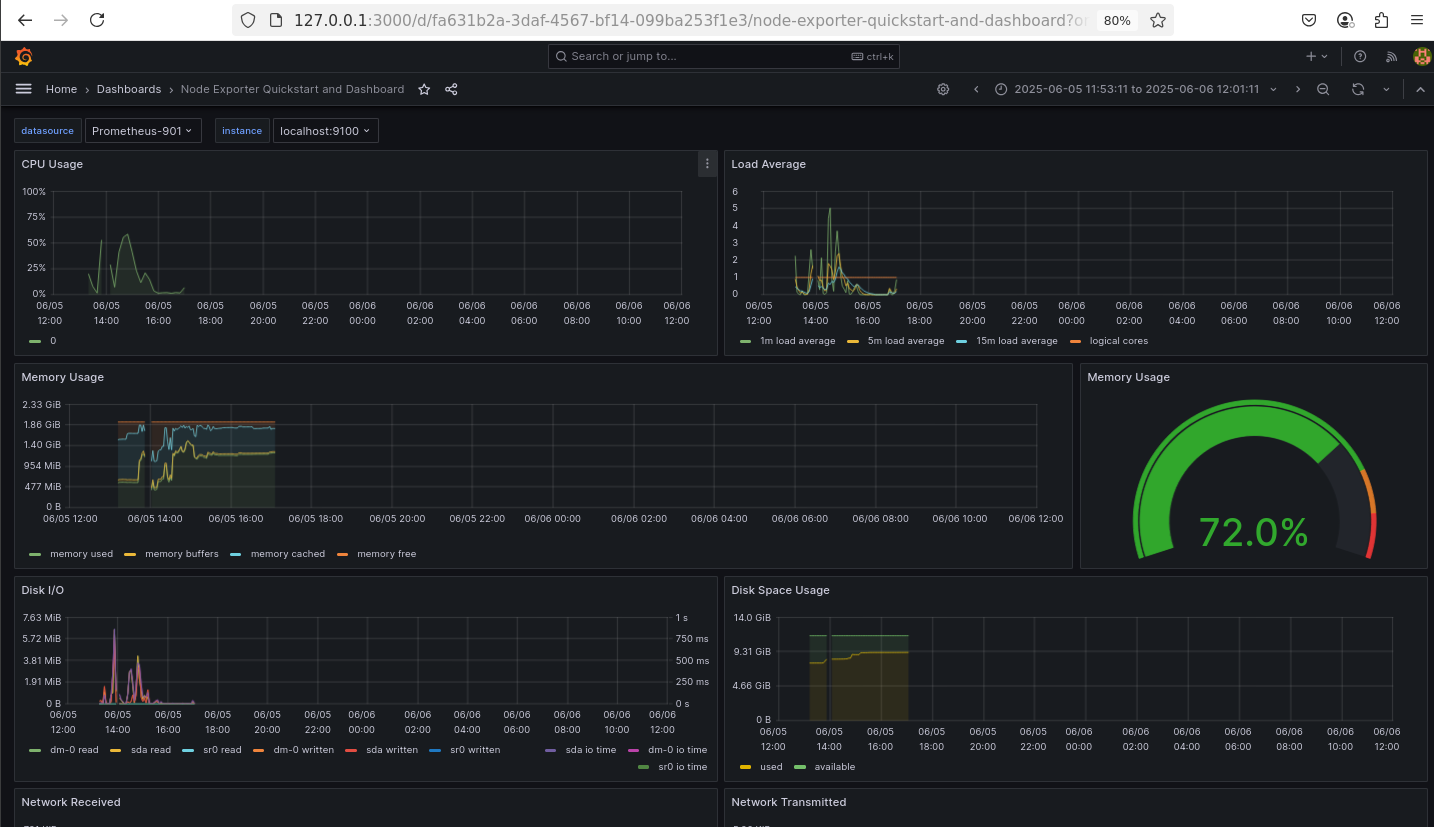 127.0.0.1:3000/d/fa631b2a-3daf-4567-bf14-099ba253f1e3/node-exporter-quickstart-and-dashboard?or 80%
Search or jump to... ctrl+k
Home › Dashboards › Node Exporter Quickstart and Dashboard 2025-06-05 11:53:11 to 2025-06-06 12:01:11
datasource Prometheus-901 instance localhost:9100
CPU Usage
100%
75%
50%
25%
0%
06/05 06/05 06/05 06/05 06/05 06/05 06/06 06/06 06/06 06/06 06/06 06/06 06/06
12:00 14:00 16:00 18:00 20:00 22:00 00:00 02:00 04:00 06:00 08:00 10:00 12:00
0
Load Average
6
5
4
3
2
1
0
06/05 06/05 06/05 06/05 06/05 06/05 06/06 06/06 06/06 06/06 06/06 06/06 06/06
12:00 14:00 16:00 18:00 20:00 22:00 00:00 02:00 04:00 06:00 08:00 10:00 12:00
1m load average 5m load average 15m load average logical cores
Memory Usage
2.33 GiB
1.86 GiB
1.40 GiB
954 MiB
477 MiB
0 B
06/05 12:00 06/05 14:00 06/05 16:00 06/05 18:00 06/05 20:00 06/05 22:00 06/06 00:00 06/06 02:00 06/06 04:00 06/06 06:00 06/06 08:00 06/06 10:00 06/06 12:00
memory used memory buffers memory cached memory free
Memory Usage
72.0%
Disk I/O
7.63 MiB 1 s
5.72 MiB 750 ms
3.81 MiB 500 ms
1.91 MiB 250 ms
0 B 0 s
06/05 06/05 06/05 06/05 06/05 06/05 06/06 06/06 06/06 06/06 06/06 06/06 06/06
12:00 14:00 16:00 18:00 20:00 22:00 00:00 02:00 04:00 06:00 08:00 10:00 12:00
dm-0 read sda read sr0 read dm-0 written sda written sr0 written sda io time dm-0 io time
sr0 io time
Disk Space Usage
14.0 GiB
9.31 GiB
4.66 GiB
0 B
06/05 06/05 06/05 06/05 06/05 06/05 06/06 06/06 06/06 06/06 06/06 06/06 06/06
12:00 14:00 16:00 18:00 20:00 22:00 00:00 02:00 04:00 06:00 08:00 10:00 12:00
used available
Network Received
Network Transmitted